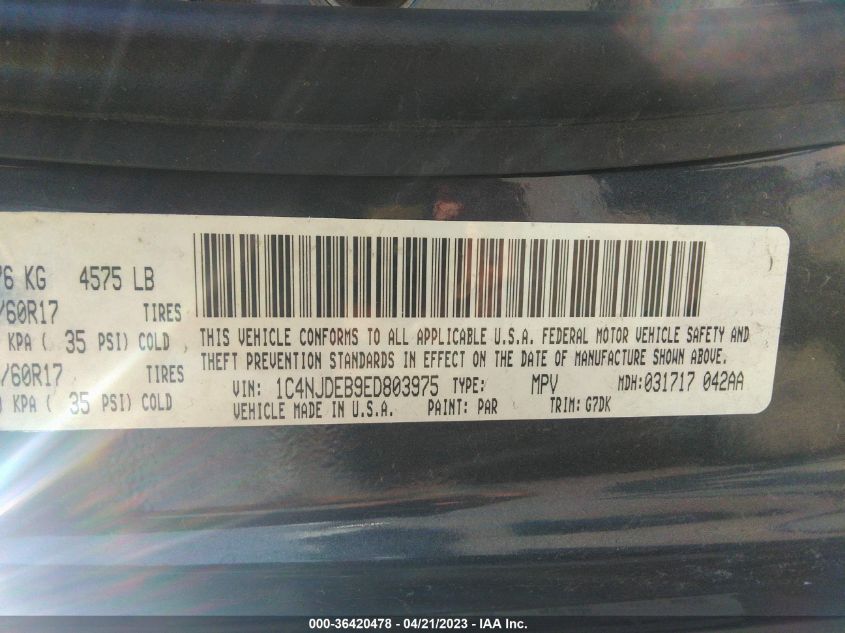 76 KG 4575 LB
/60R17 TIRES
KPA ( 35 PSI) COLD
/60R17 TIRES
KPA ( 35 PSI) COLD
THIS VEHICLE CONFORMS TO ALL APPLICABLE U.S.A. FEDERAL MOTOR VEHICLE SAFETY AND
THEFT PREVENTION STANDARDS IN EFFECT ON THE DATE OF MANUFACTURE SHOWN ABOVE.
VIN: 1C4NJDEB9ED803975 TYPE: MPV MDH:031717 042AA
VEHICLE MADE IN U.S.A. PAINT: PAR TRIM: G7DK
000-36420478 - 04/21/2023 - IAA Inc.